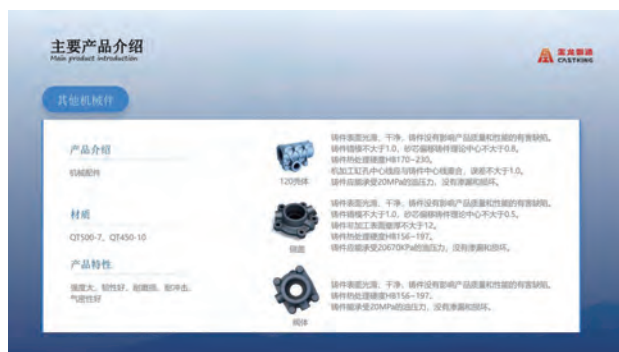 主要产品介绍
Main product introduction
CASTKING
其他机械件
产品介绍
机械配件
材质
QT500-7、QT450-10
产品特性
强度大、韧性好、耐磨损、耐冲击、
气密性好
120壳体
铸件表面光滑、干净、铸件没有影响产品质量和性能的有害缺陷。
铸件错模不大于1.0，砂芯偏移铸件理论中心不大于0.8。
铸件热处理硬度HB170~230。
机加工缸孔中心线应与铸件中心线重合，误差不大于1.0。
铸件应能承受20MPa的油压力，没有渗漏和损坏。
铸件表面光滑、干净、铸件没有影响产品质量和性能的有害缺陷。
铸件错模不大于1.0，砂芯偏移铸件理论中心不大于0.5。
铸件非加工表面壁厚不大于12。
铸件热处理硬度HB156~197。
铸件应能承受20670KPa的油压力，没有渗漏和损坏。
端面
铸件表面光滑、干净、铸件没有影响产品质量和性能的有害缺陷。
铸件热处理硬度HB156~197。
铸件能承受20MPa的油压力，没有渗漏和损坏。
阀体